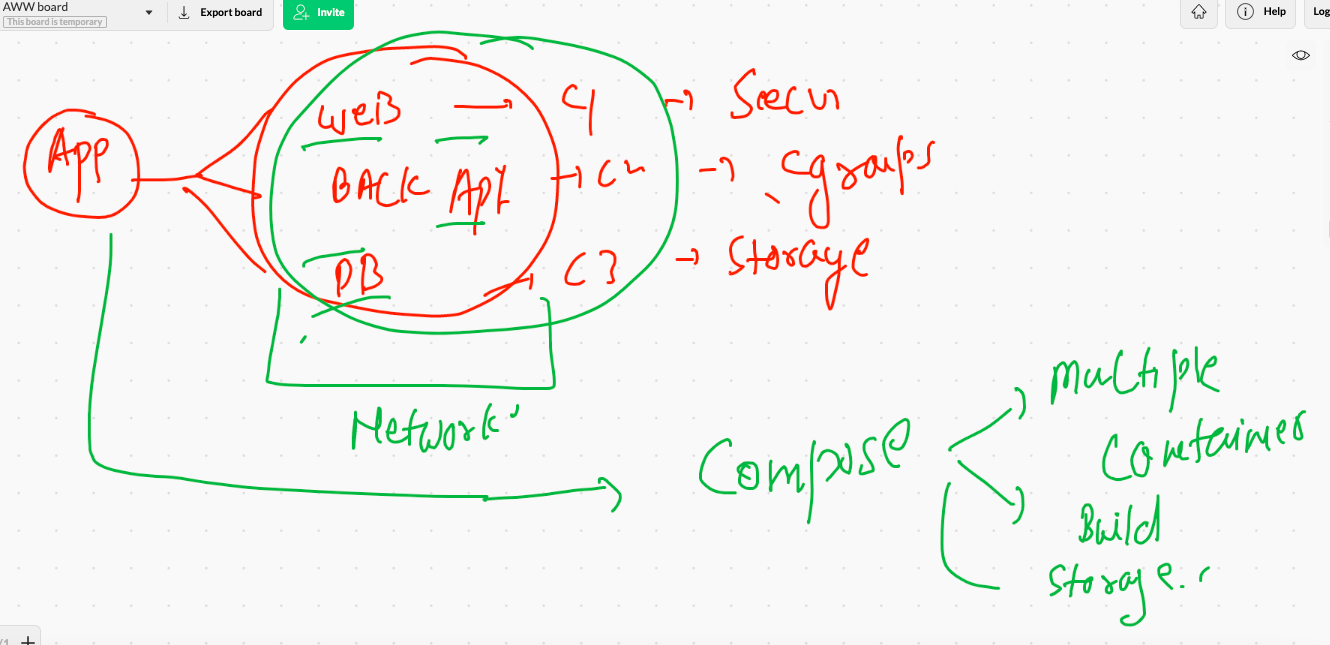 AWW board
This board is temporary
Export board
Invite
Help
Log
App
WeB → C1 → Secur
BACK API → C2 → cgroups
DB → C3 → Storage
Network
Compose
Multiple
Container
Build
Storage.